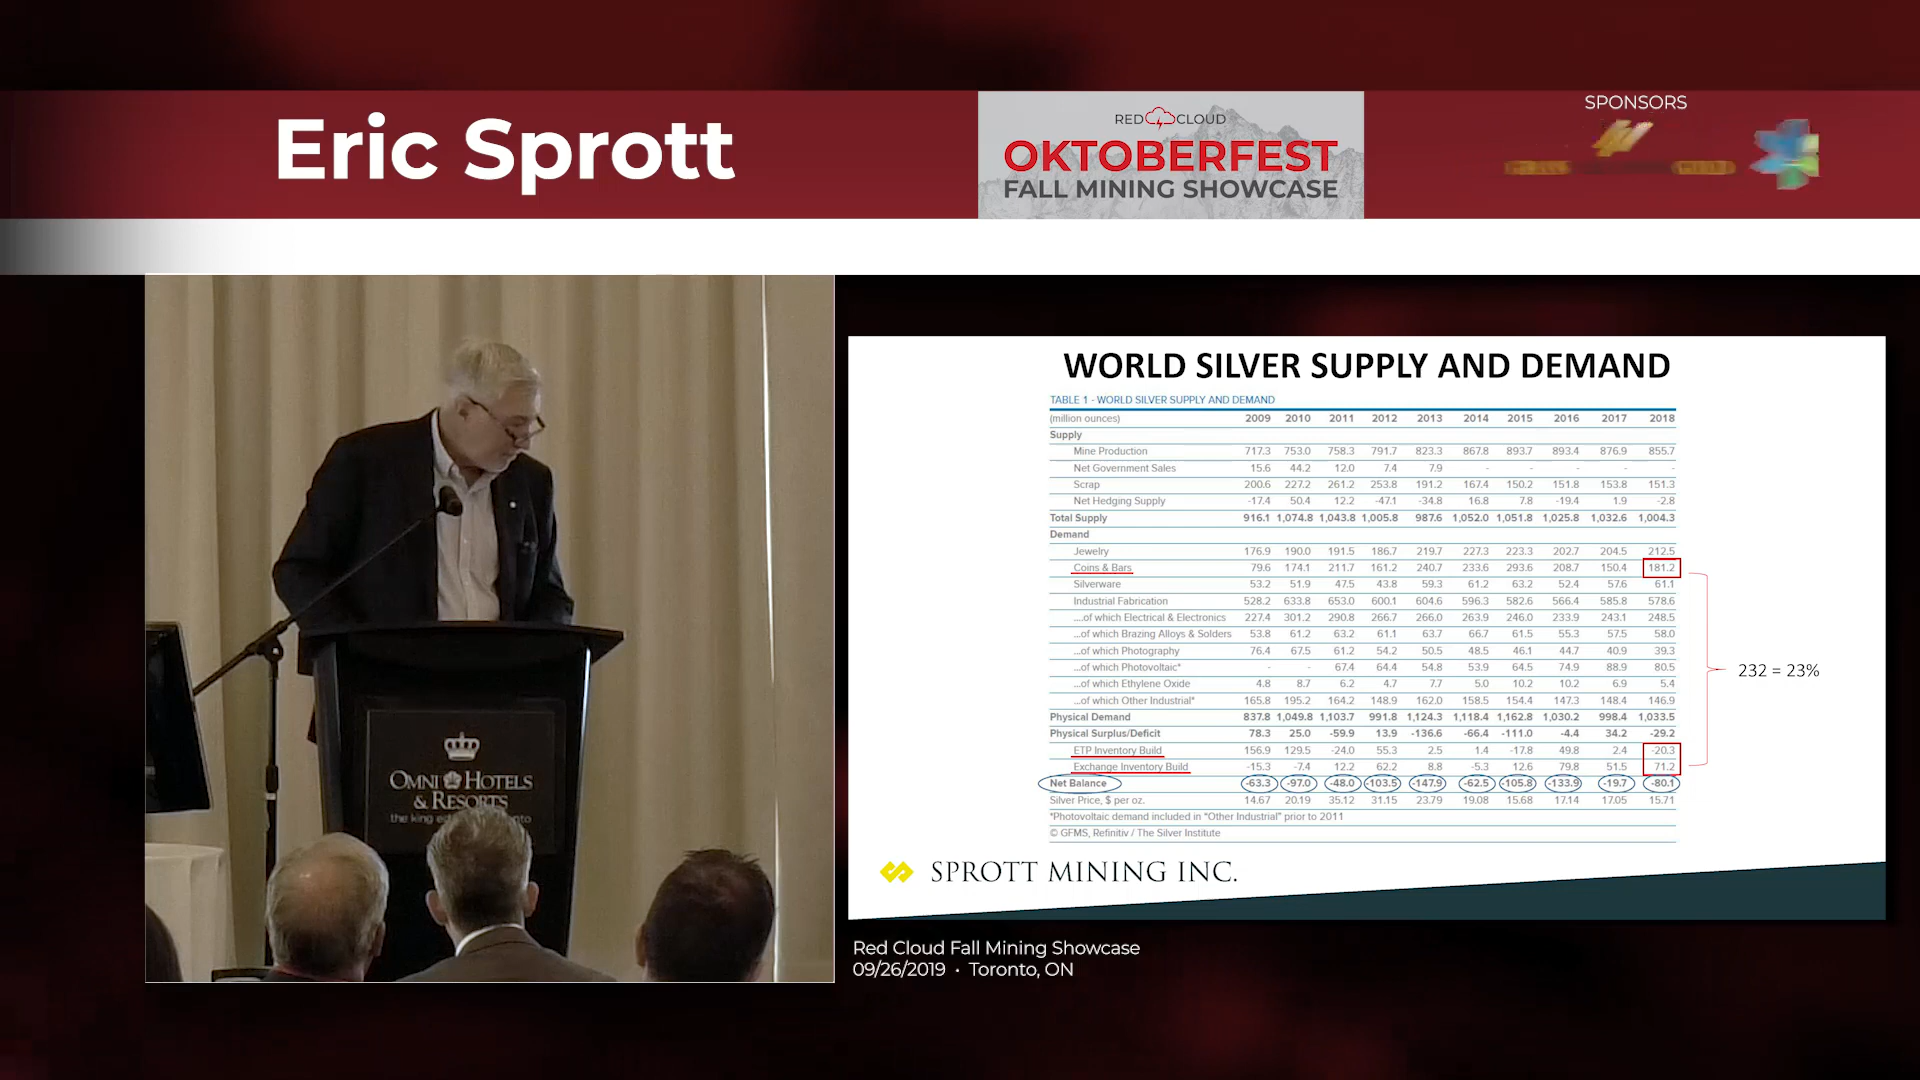 Eric Sprott
RED CLOUD
OKTOBERFEST
FALL MINING SHOWCASE
SPONSORS
OMNI HOTELS
& RESORTS
WORLD SILVER SUPPLY AND DEMAND
TABLE 1 - WORLD SILVER SUPPLY AND DEMAND
(million ounces) 2009 2010 2011 2012 2013 2014 2015 2016 2017 2018
Supply
Mine Production 717.3 753.0 758.3 791.7 823.3 867.8 893.7 893.4 876.9 855.7
Net Government Sales 15.6 44.2 12.0 7.4 7.9 - - - - -
Scrap 200.6 227.2 261.2 253.8 191.2 167.4 150.2 151.8 153.8 151.3
Net Hedging Supply -17.4 50.4 12.2 -47.1 -34.8 16.8 7.8 -19.4 1.9 -2.8
Total Supply 916.1 1,074.8 1,043.8 1,005.8 987.6 1,052.0 1,051.8 1,025.8 1,032.6 1,004.3
Demand
Jewelry 176.9 190.0 191.5 186.7 219.7 227.3 223.3 202.7 204.5 212.5
Coins & Bars 79.6 174.1 211.7 161.2 240.7 233.6 293.6 208.7 150.4 181.2
Silverware 53.2 51.9 47.5 43.8 59.3 61.2 63.2 52.4 57.6 61.1
Industrial Fabrication 528.2 633.8 653.0 600.1 604.6 596.3 582.6 566.4 585.8 578.6
....of which Electrical & Electronics 227.4 301.2 290.8 266.7 266.0 263.9 246.0 233.9 243.1 248.5
...of which Brazing Alloys & Solders 53.8 61.2 63.2 61.1 63.7 66.7 61.5 55.3 57.5 58.0
...of which Photography 76.4 67.5 61.2 54.2 50.5 48.5 46.1 44.7 40.9 39.3
...of which Photovoltaic* - - 67.4 64.4 54.8 53.9 64.5 74.9 88.9 80.5
...of which Ethylene Oxide 4.8 8.7 6.2 4.7 7.7 5.0 10.2 10.2 6.9 5.4
...of which Other Industrial* 165.8 195.2 164.2 148.9 162.0 158.5 154.4 147.3 148.4 146.9
Physical Demand 837.8 1,049.8 1,103.7 991.8 1,124.3 1,118.4 1,162.8 1,030.2 998.4 1,033.5
Physical Surplus/Deficit 78.3 25.0 -59.9 13.9 -136.6 -66.4 -111.0 -4.4 34.2 -29.2
ETP Inventory Build 156.9 129.5 -24.0 55.3 2.5 1.4 -17.8 49.8 2.4 -20.3
Exchange Inventory Build -15.3 -7.4 12.2 62.2 8.8 -5.3 12.6 79.8 51.5 71.2
Net Balance -63.3 -97.0 -48.0 -103.5 -147.9 -62.5 -105.8 -133.9 -19.7 -80.1
Silver Price, $ per oz. 14.67 20.19 35.12 31.15 23.79 19.08 15.68 17.14 17.05 15.71
*Photovoltaic demand included in "Other Industrial" prior to 2011
© GFMS, Refinitiv / The Silver Institute
232 = 23%
SPROTT MINING INC.
Red Cloud Fall Mining Showcase
09/26/2019 • Toronto, ON